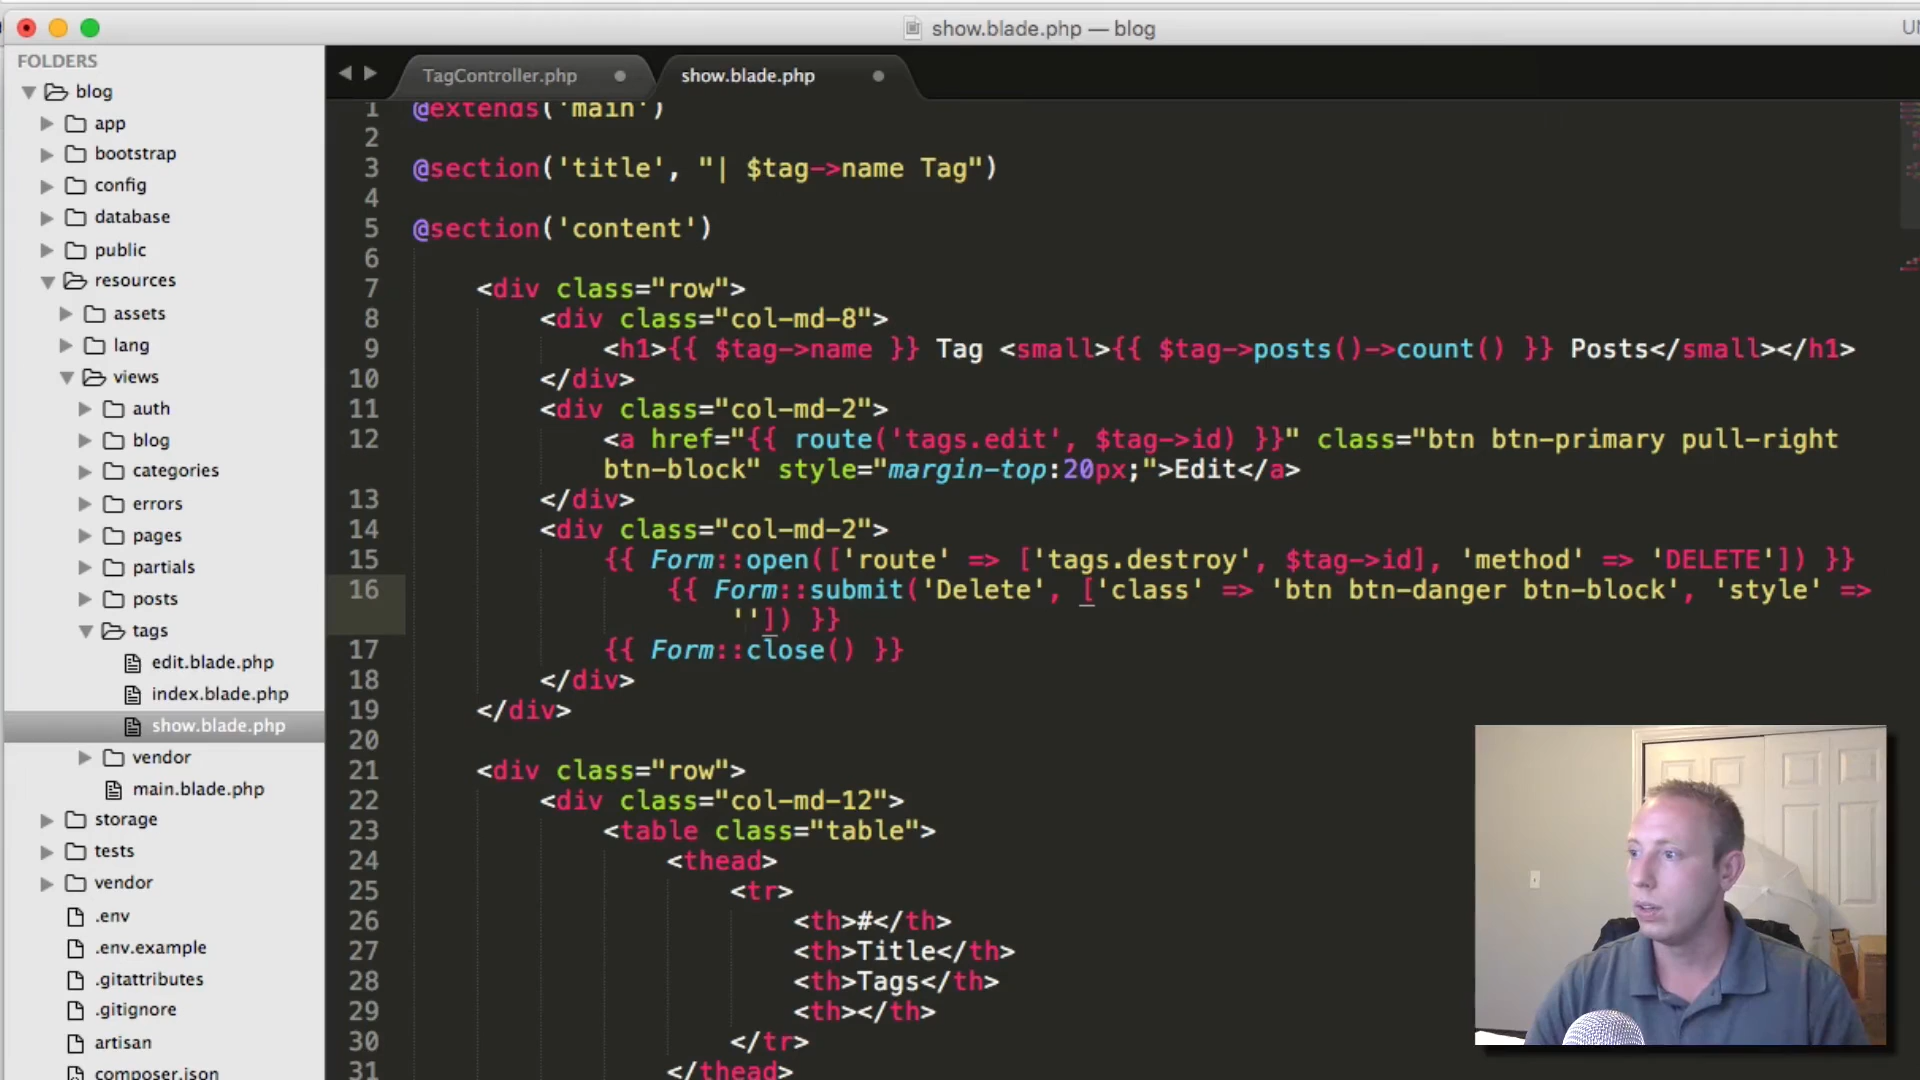 show.blade.php — blog
UN
FOLDERS
blog
app
bootstrap
config
database
public
resources
assets
lang
views
auth
blog
categories
errors
pages
partials
posts
tags
edit.blade.php
index.blade.php
show.blade.php
vendor
main.blade.php
storage
tests
vendor
.env
.env.example
.gitattributes
.gitignore
artisan
composer.json
TagController.php
show.blade.php
1 @extends('main')
2
3 @section('title', "| $tag->name Tag")
4
5 @section('content')
6
7 <div class="row">
8 <div class="col-md-8">
9 <h1>{{ $tag->name }} Tag <small>{{ $tag->posts()->count() }} Posts</small></h1>
10 </div>
11 <div class="col-md-2">
12 <a href="{{ route('tags.edit', $tag->id) }}" class="btn btn-primary pull-right
btn-block" style="margin-top:20px;">Edit</a>
13 </div>
14 <div class="col-md-2">
15 {{ Form::open(['route' => ['tags.destroy', $tag->id], 'method' => 'DELETE']) }}
16 {{ Form::submit('Delete', ['class' => 'btn btn-danger btn-block', 'style' =>
'']) }}
17 {{ Form::close() }}
18 </div>
19 </div>
20
21 <div class="row">
22 <div class="col-md-12">
23 <table class="table">
24 <thead>
25 <tr>
26 <th>#</th>
27 <th>Title</th>
28 <th>Tags</th>
29 <th></th>
30 </tr>
31 </thead>